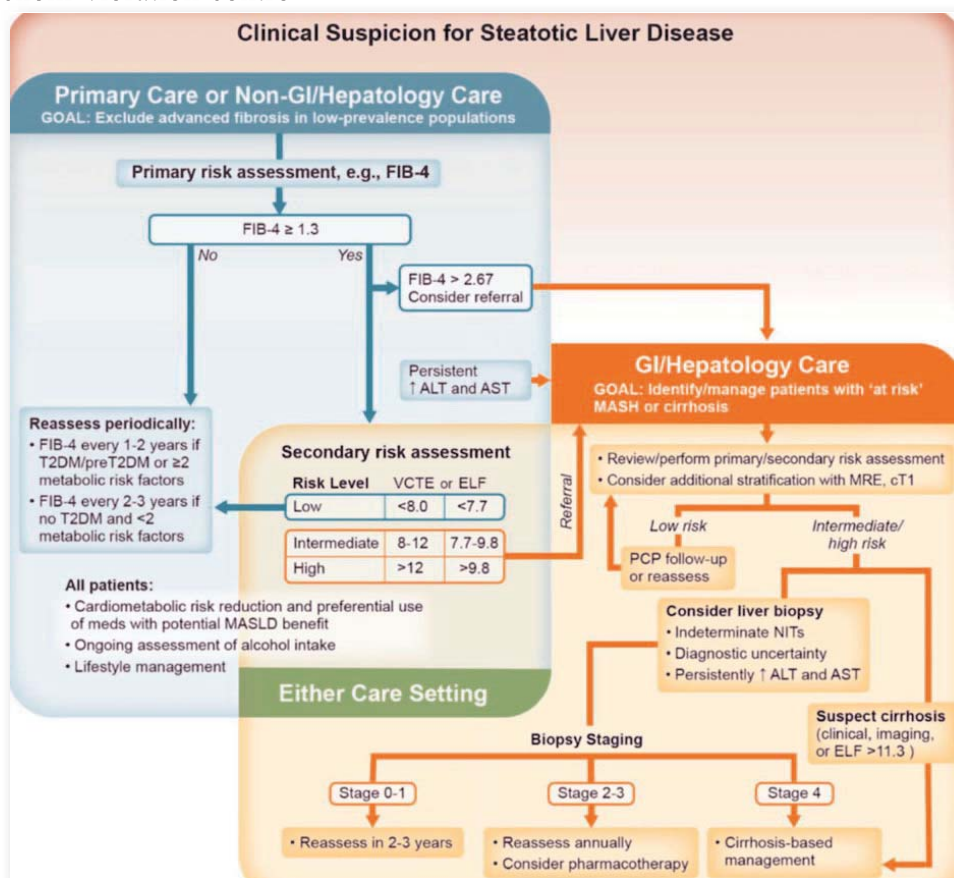 Clinical Suspicion for Steatotic Liver Disease
Primary Care or Non-GI/Hepatology Care
GOAL: Exclude advanced fibrosis in low-prevalence populations
Primary risk assessment, e.g., FIB-4
FIB-4 ≥ 1.3
No
Yes
FIB-4 > 2.67
Consider referral
Persistent
↑ ALT and AST
GI/Hepatology Care
GOAL: Identify/manage patients with ‘at risk’
MASH or cirrhosis
Reassess periodically:
• FIB-4 every 1-2 years if
T2DM/preT2DM or ≥2
metabolic risk factors
• FIB-4 every 2-3 years if
no T2DM and <2
metabolic risk factors
Secondary risk assessment
Risk Level VCTE or ELF
Low <8.0 <7.7
Intermediate 8-12 7.7-9.8
High >12 >9.8
Referral
• Review/perform primary/secondary risk assessment
• Consider additional stratification with MRE, cT1
Low risk
Intermediate/
high risk
PCP follow-up
or reassess
All patients:
• Cardiometabolic risk reduction and preferential use
of meds with potential MASLD benefit
• Ongoing assessment of alcohol intake
• Lifestyle management
Consider liver biopsy
• Indeterminate NITs
• Diagnostic uncertainty
• Persistently ↑ ALT and AST
Either Care Setting
Suspect cirrhosis
(clinical, imaging,
or ELF >11.3 )
Biopsy Staging
Stage 0-1
Stage 2-3
Stage 4
• Reassess in 2-3 years
• Reassess annually
• Consider pharmacotherapy
• Cirrhosis-based
management